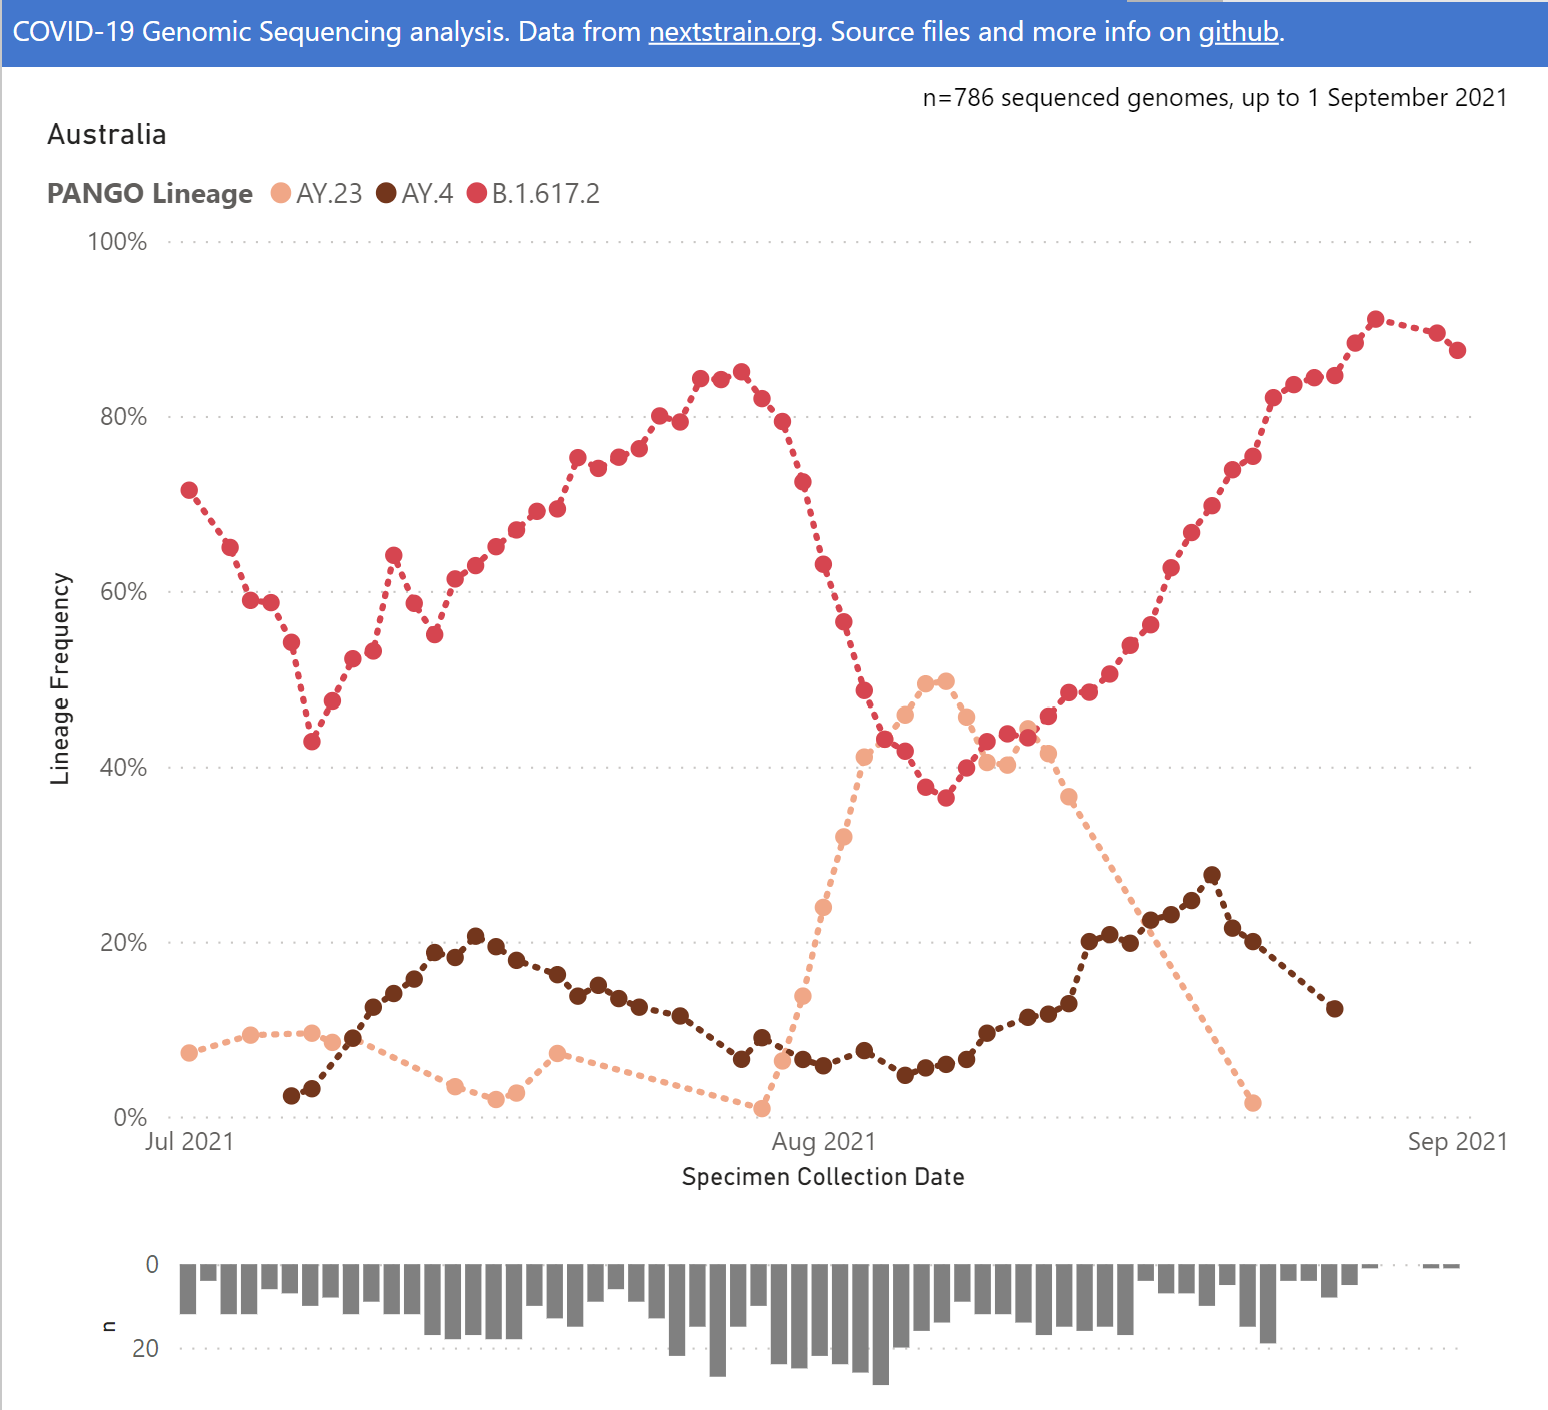 COVID-19 Genomic Sequencing analysis. Data from nextstrain.org. Source files and more info on github.
n=786 sequenced genomes, up to 1 September 2021
Australia
PANGO Lineage AY.23 AY.4 B.1.617.2
100%
80%
60%
40%
20%
0%
Lineage Frequency
Jul 2021 Aug 2021 Sep 2021
Specimen Collection Date
0
20
n